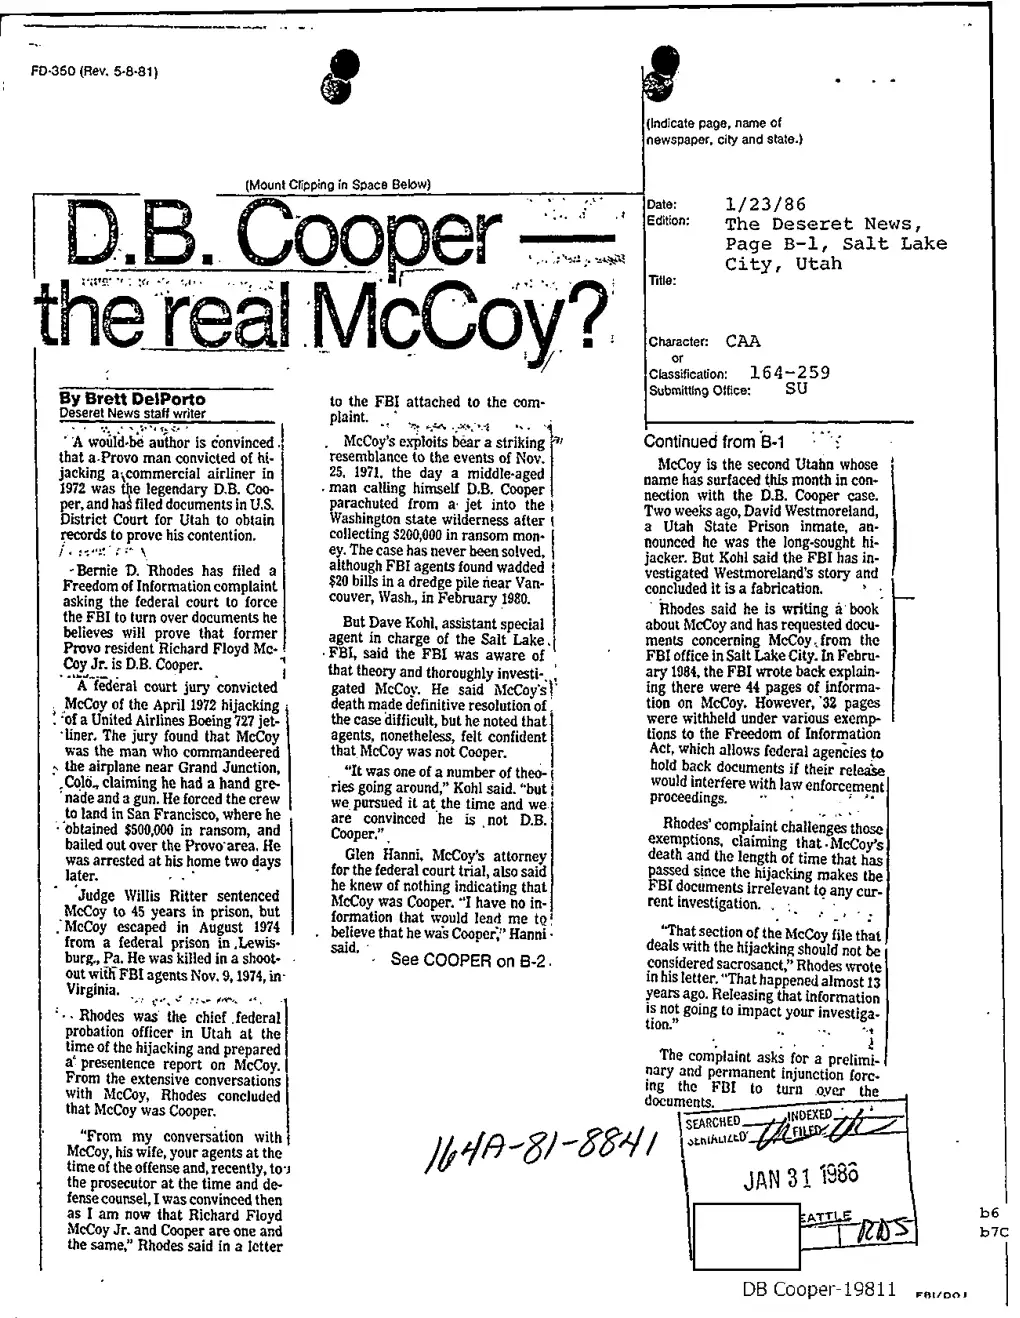 FD-350 (Rev. 5-8-81)
(Mount Clipping in Space Below)
(Indicate page, name of
newspaper, city and state.)
Date: 1/23/86
Edition: The Deseret News,
Page B-1, Salt Lake
City, Utah
Title:
Character: CAA
or
Classification: 164-259
Submitting Office: SU
D.B. Cooper —
the real McCoy?
By Brett DelPorto
Deseret News staff writer
A would-be author is convinced
that a Provo man convicted of hi-
jacking a commercial airliner in
1972 was the legendary D.B. Coo-
per, and has filed documents in U.S.
District Court for Utah to obtain
records to prove his contention.
Bernie D. Rhodes has filed a
Freedom of Information complaint
asking the federal court to force
the FBI to turn over documents he
believes will prove that former
Provo resident Richard Floyd Mc-
Coy Jr. is D.B. Cooper.
A federal court jury convicted
McCoy of the April 1972 hijacking
of a United Airlines Boeing 727 jet-
liner. The jury found that McCoy
was the man who commandeered
the airplane near Grand Junction,
Colo., claiming he had a hand gre-
nade and a gun. He forced the crew
to land in San Francisco, where he
obtained $500,000 in ransom, and
bailed out over the Provo area. He
was arrested at his home two days
later.
Judge Willis Ritter sentenced
McCoy to 45 years in prison, but
McCoy escaped in August 1974
from a federal prison in Lewis-
burg, Pa. He was killed in a shoot-
out with FBI agents Nov. 9, 1974, in
Virginia.
Rhodes was the chief federal
probation officer in Utah at the
time of the hijacking and prepared
a presentence report on McCoy.
From the extensive conversations
with McCoy, Rhodes concluded
that McCoy was Cooper.
"From my conversation with
McCoy, his wife, your agents at the
time of the offense and, recently, to
the prosecutor at the time and de-
fense counsel, I was convinced then
as I am now that Richard Floyd
McCoy Jr. and Cooper are one and
the same," Rhodes said in a letter
to the FBI attached to the com-
plaint.
McCoy's exploits bear a striking
resemblance to the events of Nov.
25, 1971, the day a middle-aged
man calling himself D.B. Cooper
parachuted from a jet into the
Washington state wilderness after
collecting $200,000 in ransom mon-
ey. The case has never been solved,
although FBI agents found wadded
$20 bills in a dredge pile near Van-
couver, Wash., in February 1980.
But Dave Kohl, assistant special
agent in charge of the Salt Lake
FBI, said the FBI was aware of
that theory and thoroughly investi-
gated McCoy. He said McCoy's
death made definitive resolution of
the case difficult, but he noted that
agents, nonetheless, felt confident
that McCoy was not Cooper.
"It was one of a number of theo-
ries going around," Kohl said. "but
we pursued it at the time and we
are convinced he is not D.B.
Cooper."
Glen Hanni, McCoy's attorney
for the federal court trial, also said
he knew of nothing indicating that
McCoy was Cooper. "I have no in-
formation that would lead me to
believe that he was Cooper," Hanni
said.
See COOPER on B-2
Continued from B-1
McCoy is the second Utahn whose
name has surfaced this month in con-
nection with the D.B. Cooper case.
Two weeks ago, David Westmoreland,
a Utah State Prison inmate, an-
nounced he was the long-sought hi-
jacker. But Kohl said the FBI has in-
vestigated Westmoreland's story and
concluded it is a fabrication.
Rhodes said he is writing a book
about McCoy and has requested docu-
ments concerning McCoy from the
FBI office in Salt Lake City. In Febru-
ary 1984, the FBI wrote back explain-
ing there were 44 pages of informa-
tion on McCoy. However, 32 pages
were withheld under various exemp-
tions to the Freedom of Information
Act, which allows federal agencies to
hold back documents if their release
would interfere with law enforcement
proceedings.
Rhodes' complaint challenges those
exemptions, claiming that McCoy's
death and the length of time that has
passed since the hijacking makes the
FBI documents irrelevant to any cur-
rent investigation.
"That section of the McCoy file that
deals with the hijacking should not be
considered sacrosanct," Rhodes wrote
in his letter. "That happened almost 13
years ago. Releasing that information
is not going to impact your investiga-
tion."
The complaint asks for a prelimi-
nary and permanent injunction forc-
ing the FBI to turn over the
documents.
164A-81-8841
SEARCHED INDEXED
SERIALIZED FILED
JAN 31 1986
SEATTLE
RDS
b6
b7C
DB Cooper-19811
FBI/DOJ